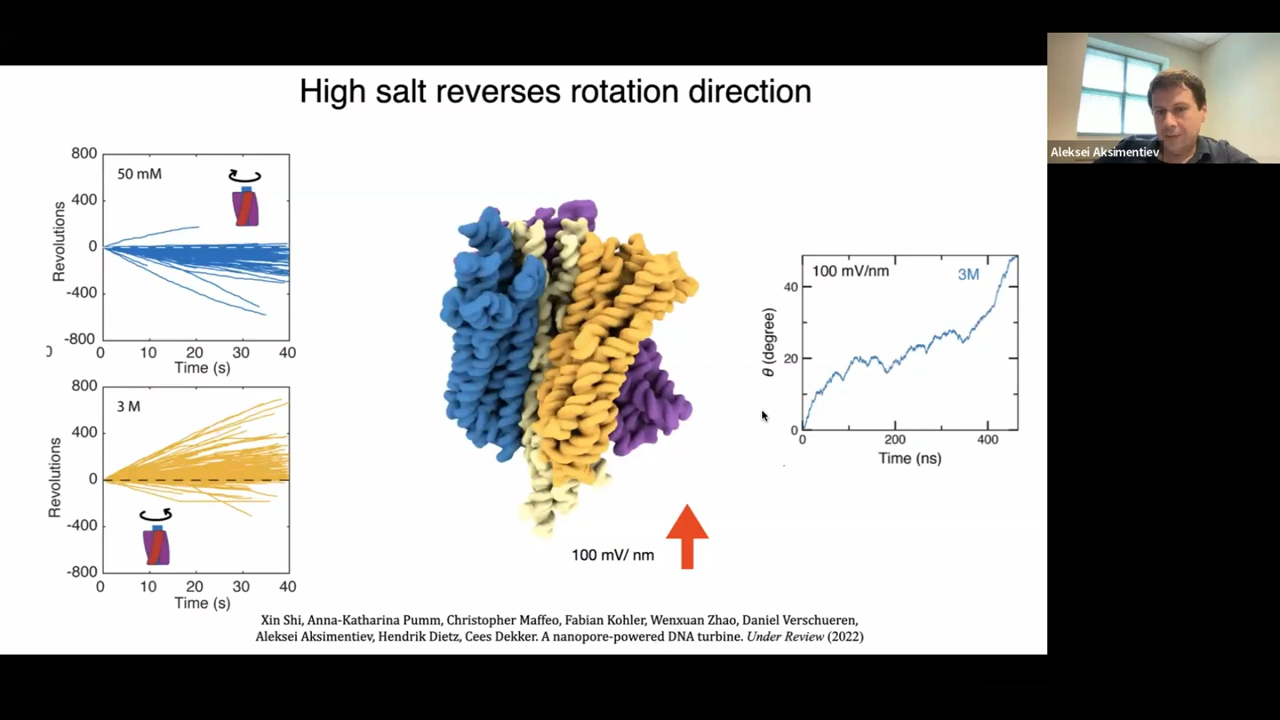 High salt reverses rotation direction
Aleksei Aksimentiev
800
400
0
-400
-800
Revolutions
50 mM
0
10
20
30
40
Time (s)
800
400
0
-400
-800
Revolutions
3 M
0
10
20
30
40
Time (s)
100 mV/ nm
100 mV/nm
3M
40
20
0
θ (degree)
0
200
400
Time (ns)
Xin Shi, Anna-Katharina Pumm, Christopher Maffeo, Fabian Kohler, Wenxuan Zhao, Daniel Verschueren,
Aleksei Aksimentiev, Hendrik Dietz, Cees Dekker. A nanopore-powered DNA turbine. Under Review (2022)